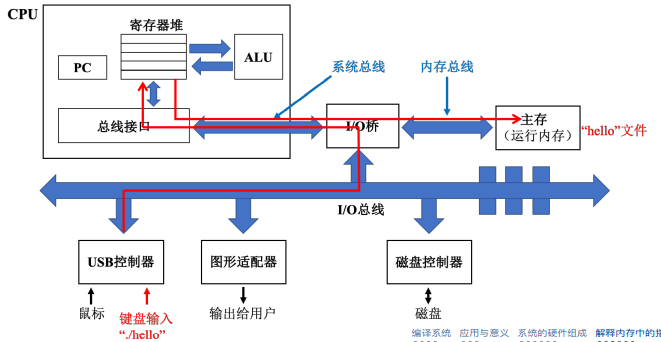 CPU
寄存器堆
PC
ALU
系统总线
内存总线
总线接口
I/O桥
主存
（运行内存）
“hello”文件
I/O总线
USB控制器
图形适配器
磁盘控制器
鼠标
键盘输入
“./hello”
输出给用户
磁盘
编译系统 应用与意义 系统的硬件组成 解释内存中的指